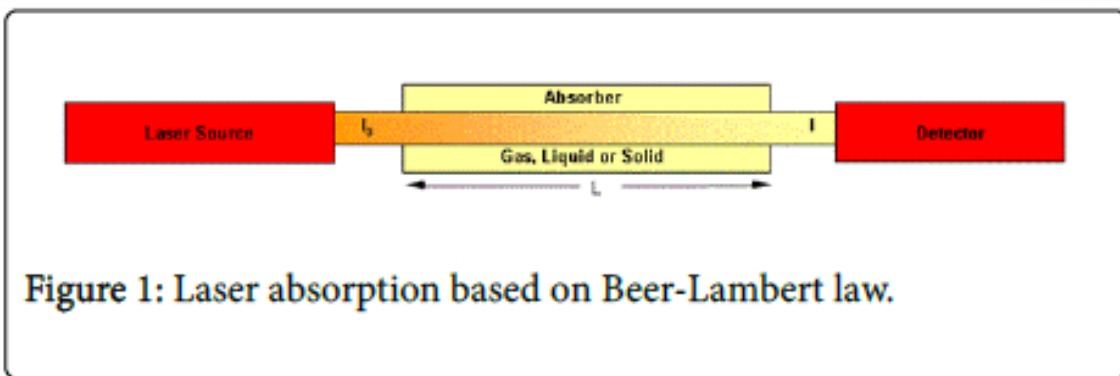 Absorber
Laser Source I₀ I Detector
Gas, Liquid or Solid
L
Figure 1: Laser absorption based on Beer-Lambert law.